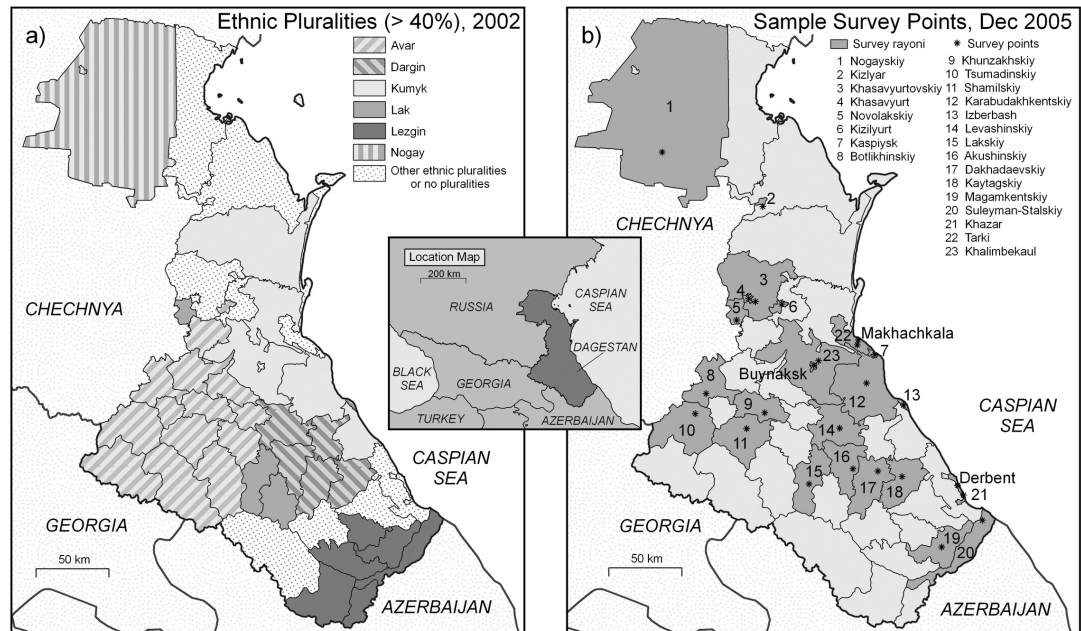 a)
Ethnic Pluralities (> 40%), 2002
Avar
Dargin
Kumyk
Lak
Lezgin
Nogay
Other ethnic pluralities
or no pluralities
CHECHNYA
CASPIAN
SEA
GEORGIA
50 km
AZERBAIJAN
Location Map
200 km
RUSSIA
CASPIAN
SEA
DAGESTAN
BLACK
SEA
GEORGIA
TURKEY
AZERBAIJAN
b)
Sample Survey Points, Dec 2005
Survey rayoni
Survey points
1 Nogayskiy
2 Kizlyar
3 Khasavyurtovskiy
4 Khasavyurt
5 Novolakskiy
6 Kizilyurt
7 Kaspiysk
8 Botlikhinskiy
9 Khunzakhskiy
10 Tsumadinskiy
11 Shamilskiy
12 Karabudakhkentskiy
13 Izberbash
14 Levashinskiy
15 Lakskiy
16 Akushinskiy
17 Dakhadaevskiy
18 Kaytagskiy
19 Magamkentskiy
20 Suleyman-Stalskiy
21 Khazar
22 Tarki
23 Khalimbekaul
1
2
CHECHNYA
3
4
5
6
22 Makhachkala
7
23
Buynaksk
8
9
10
11
12
13
14
15
16
17
18
CASPIAN
SEA
Derbent
21
GEORGIA
19
20
50 km
AZERBAIJAN